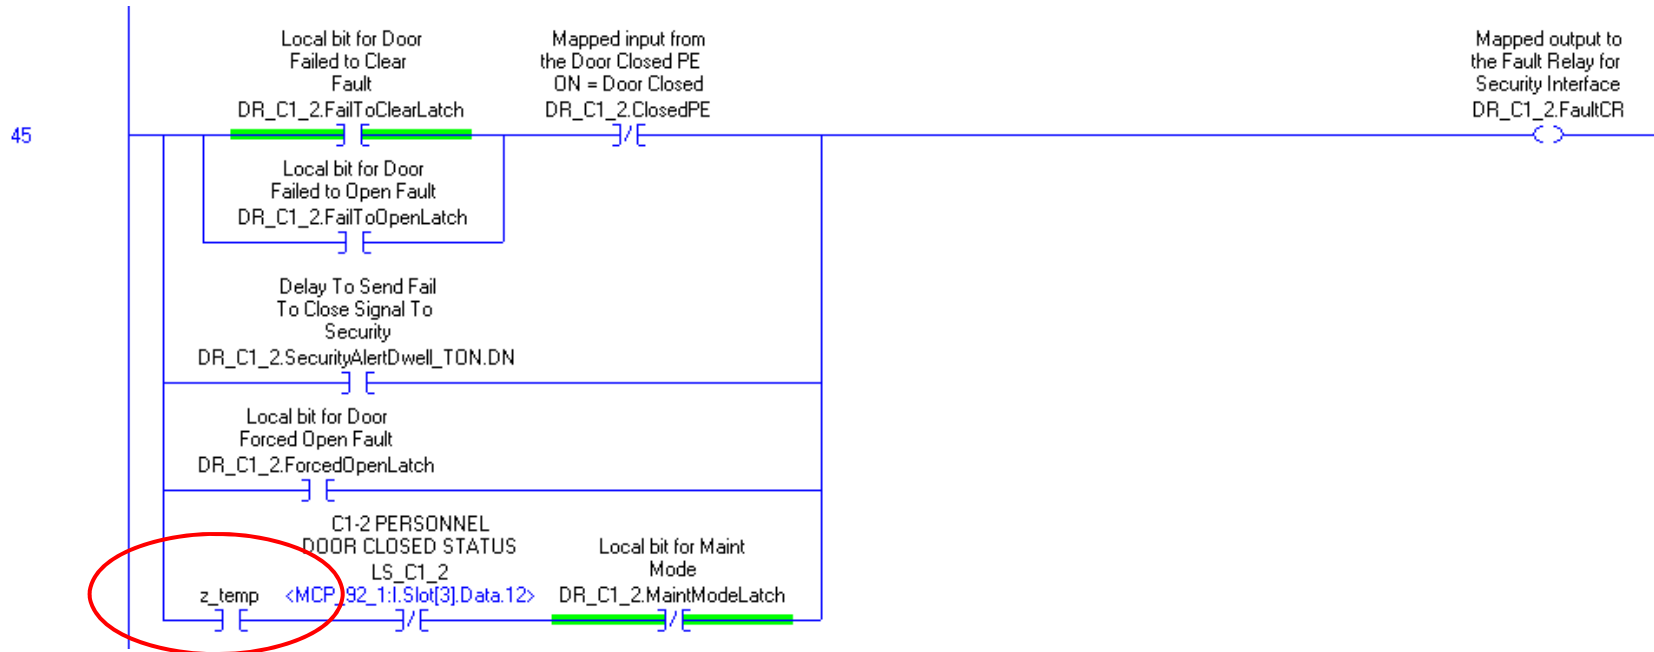 Local bit for Door
Failed to Clear
Fault
DR_C1_2.FailToClearLatch
Mapped input from
the Door Closed PE
ON = Door Closed
DR_C1_2.ClosedPE
Mapped output to
the Fault Relay for
Security Interface
DR_C1_2.FaultCR
45
Local bit for Door
Failed to Open Fault
DR_C1_2.FailToOpenLatch
Delay To Send Fail
To Close Signal To
Security
DR_C1_2.SecurityAlertDwell_TON.DN
Local bit for Door
Forced Open Fault
DR_C1_2.ForcedOpenLatch
z_temp
C1-2 PERSONNEL
DOOR CLOSED STATUS
LS_C1_2
<MCP_92_1:I.Slot[3].Data.12>
Local bit for Maint
Mode
DR_C1_2.MaintModeLatch